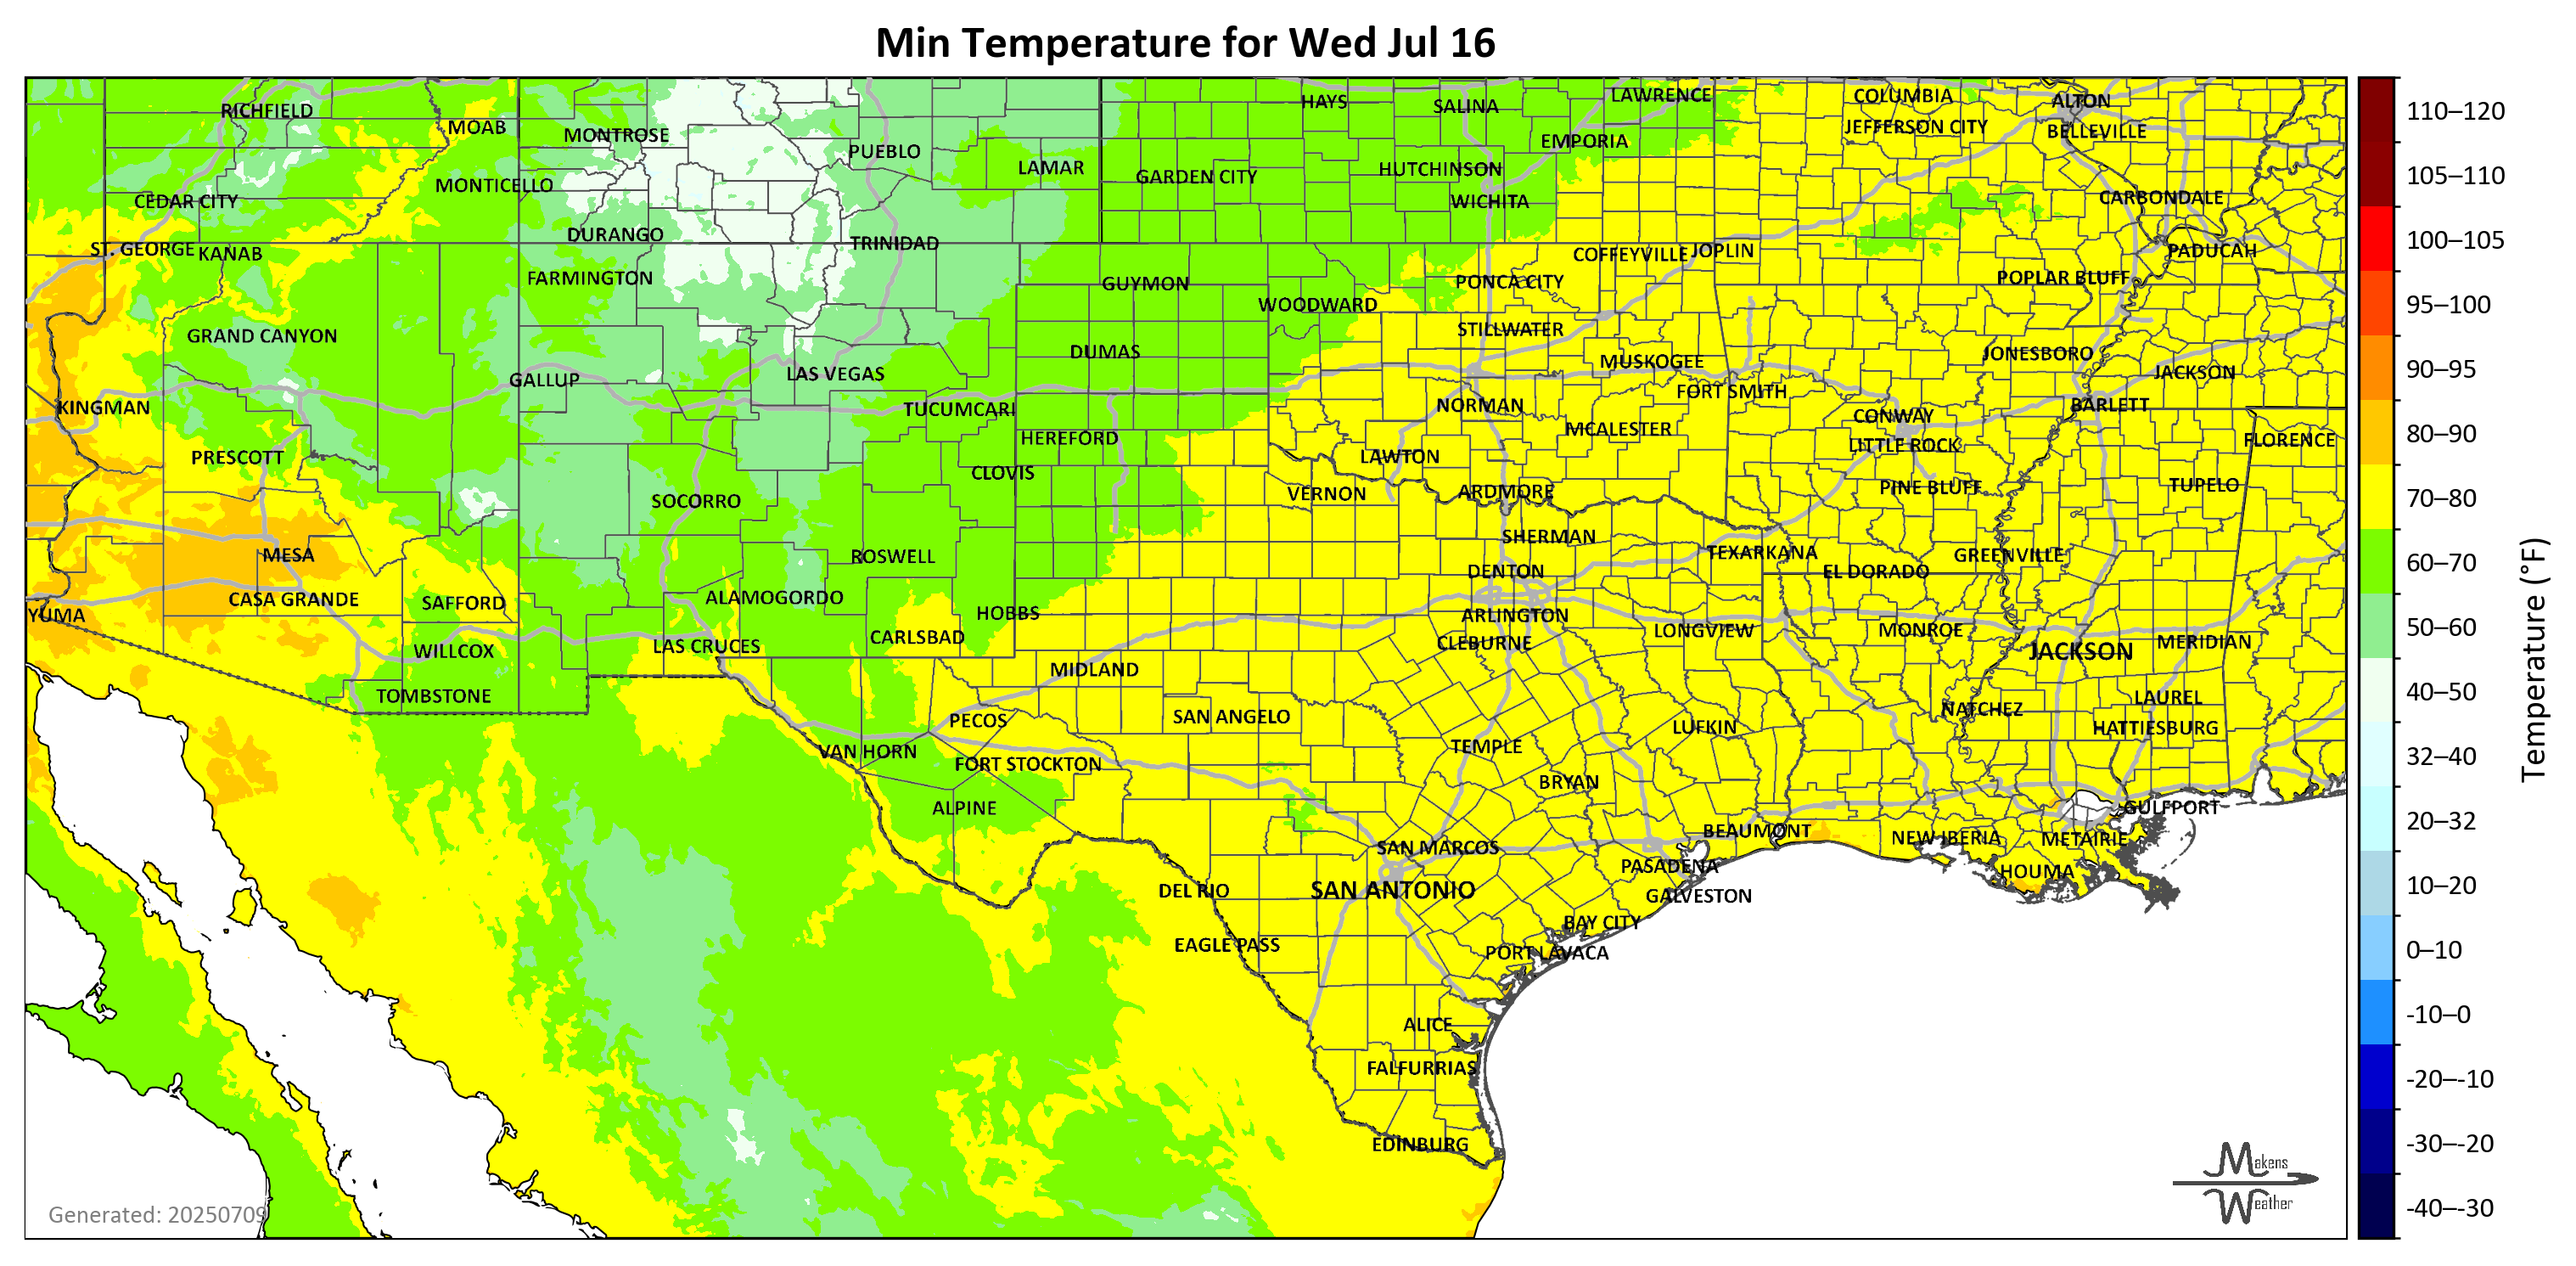 Min Temperature for Wed Jul 16
RICHFIELD
MOAB
MONTROSE
PUEBLO
LAMAR
HAYS
SALINA
LAWRENCE
COLUMBIA
ALTON
JEFFERSON CITY
BELLEVILLE
EMPORIA
MONTICELLO
GARDEN CITY
HUTCHINSON
CEDAR CITY
WICHITA
CARBONDALE
DURANGO
TRINIDAD
ST. GEORGE
KANAB
COFFEYVILLE
JOPLIN
PADUCAH
FARMINGTON
GUYMON
PONCA CITY
POPLAR BLUFF
WOODWARD
GRAND CANYON
STILLWATER
DUMAS
MUSKOGEE
JONESBORO
GALLUP
LAS VEGAS
JACKSON
FORT SMITH
KINGMAN
TUCUMCARI
NORMAN
CONWAY
BARLETT
HEREFORD
MCALESTER
LITTLE ROCK
FLORENCE
PRESCOTT
LAWTON
CLOVIS
SOCORRO
VERNON
ARDMORE
PINE BLUFF
TUPELO
MESA
ROSWELL
SHERMAN
TEXARKANA
GREENVILLE
DENTON
EL DORADO
CASA GRANDE
SAFFORD
ALAMOGORDO
YUMA
HOBBS
ARLINGTON
CARLSBAD
CLEBURNE
LONGVIEW
MONROE
MERIDIAN
WILLCOX
LAS CRUCES
JACKSON
MIDLAND
TOMBSTONE
LAUREL
PECOS
SAN ANGELO
NATCHEZ
LUFKIN
HATTIESBURG
VAN HORN
TEMPLE
FORT STOCKTON
BRYAN
ALPINE
GULFPORT
BEAUMONT
NEW IBERIA
METAIRIE
SAN MARCOS
PASADENA
HOUMA
DEL RIO
SAN ANTONIO
GALVESTON
BAY CITY
EAGLE PASS
PORT LAVACA
ALICE
FALFURRIAS
EDINBURG
Generated: 20250709
Makens
Weather
110–120
105–110
100–105
95–100
90–95
80–90
70–80
60–70
50–60
40–50
32–40
20–32
10–20
0–10
-10–0
-20–-10
-30–-20
-40–-30
Temperature (°F)